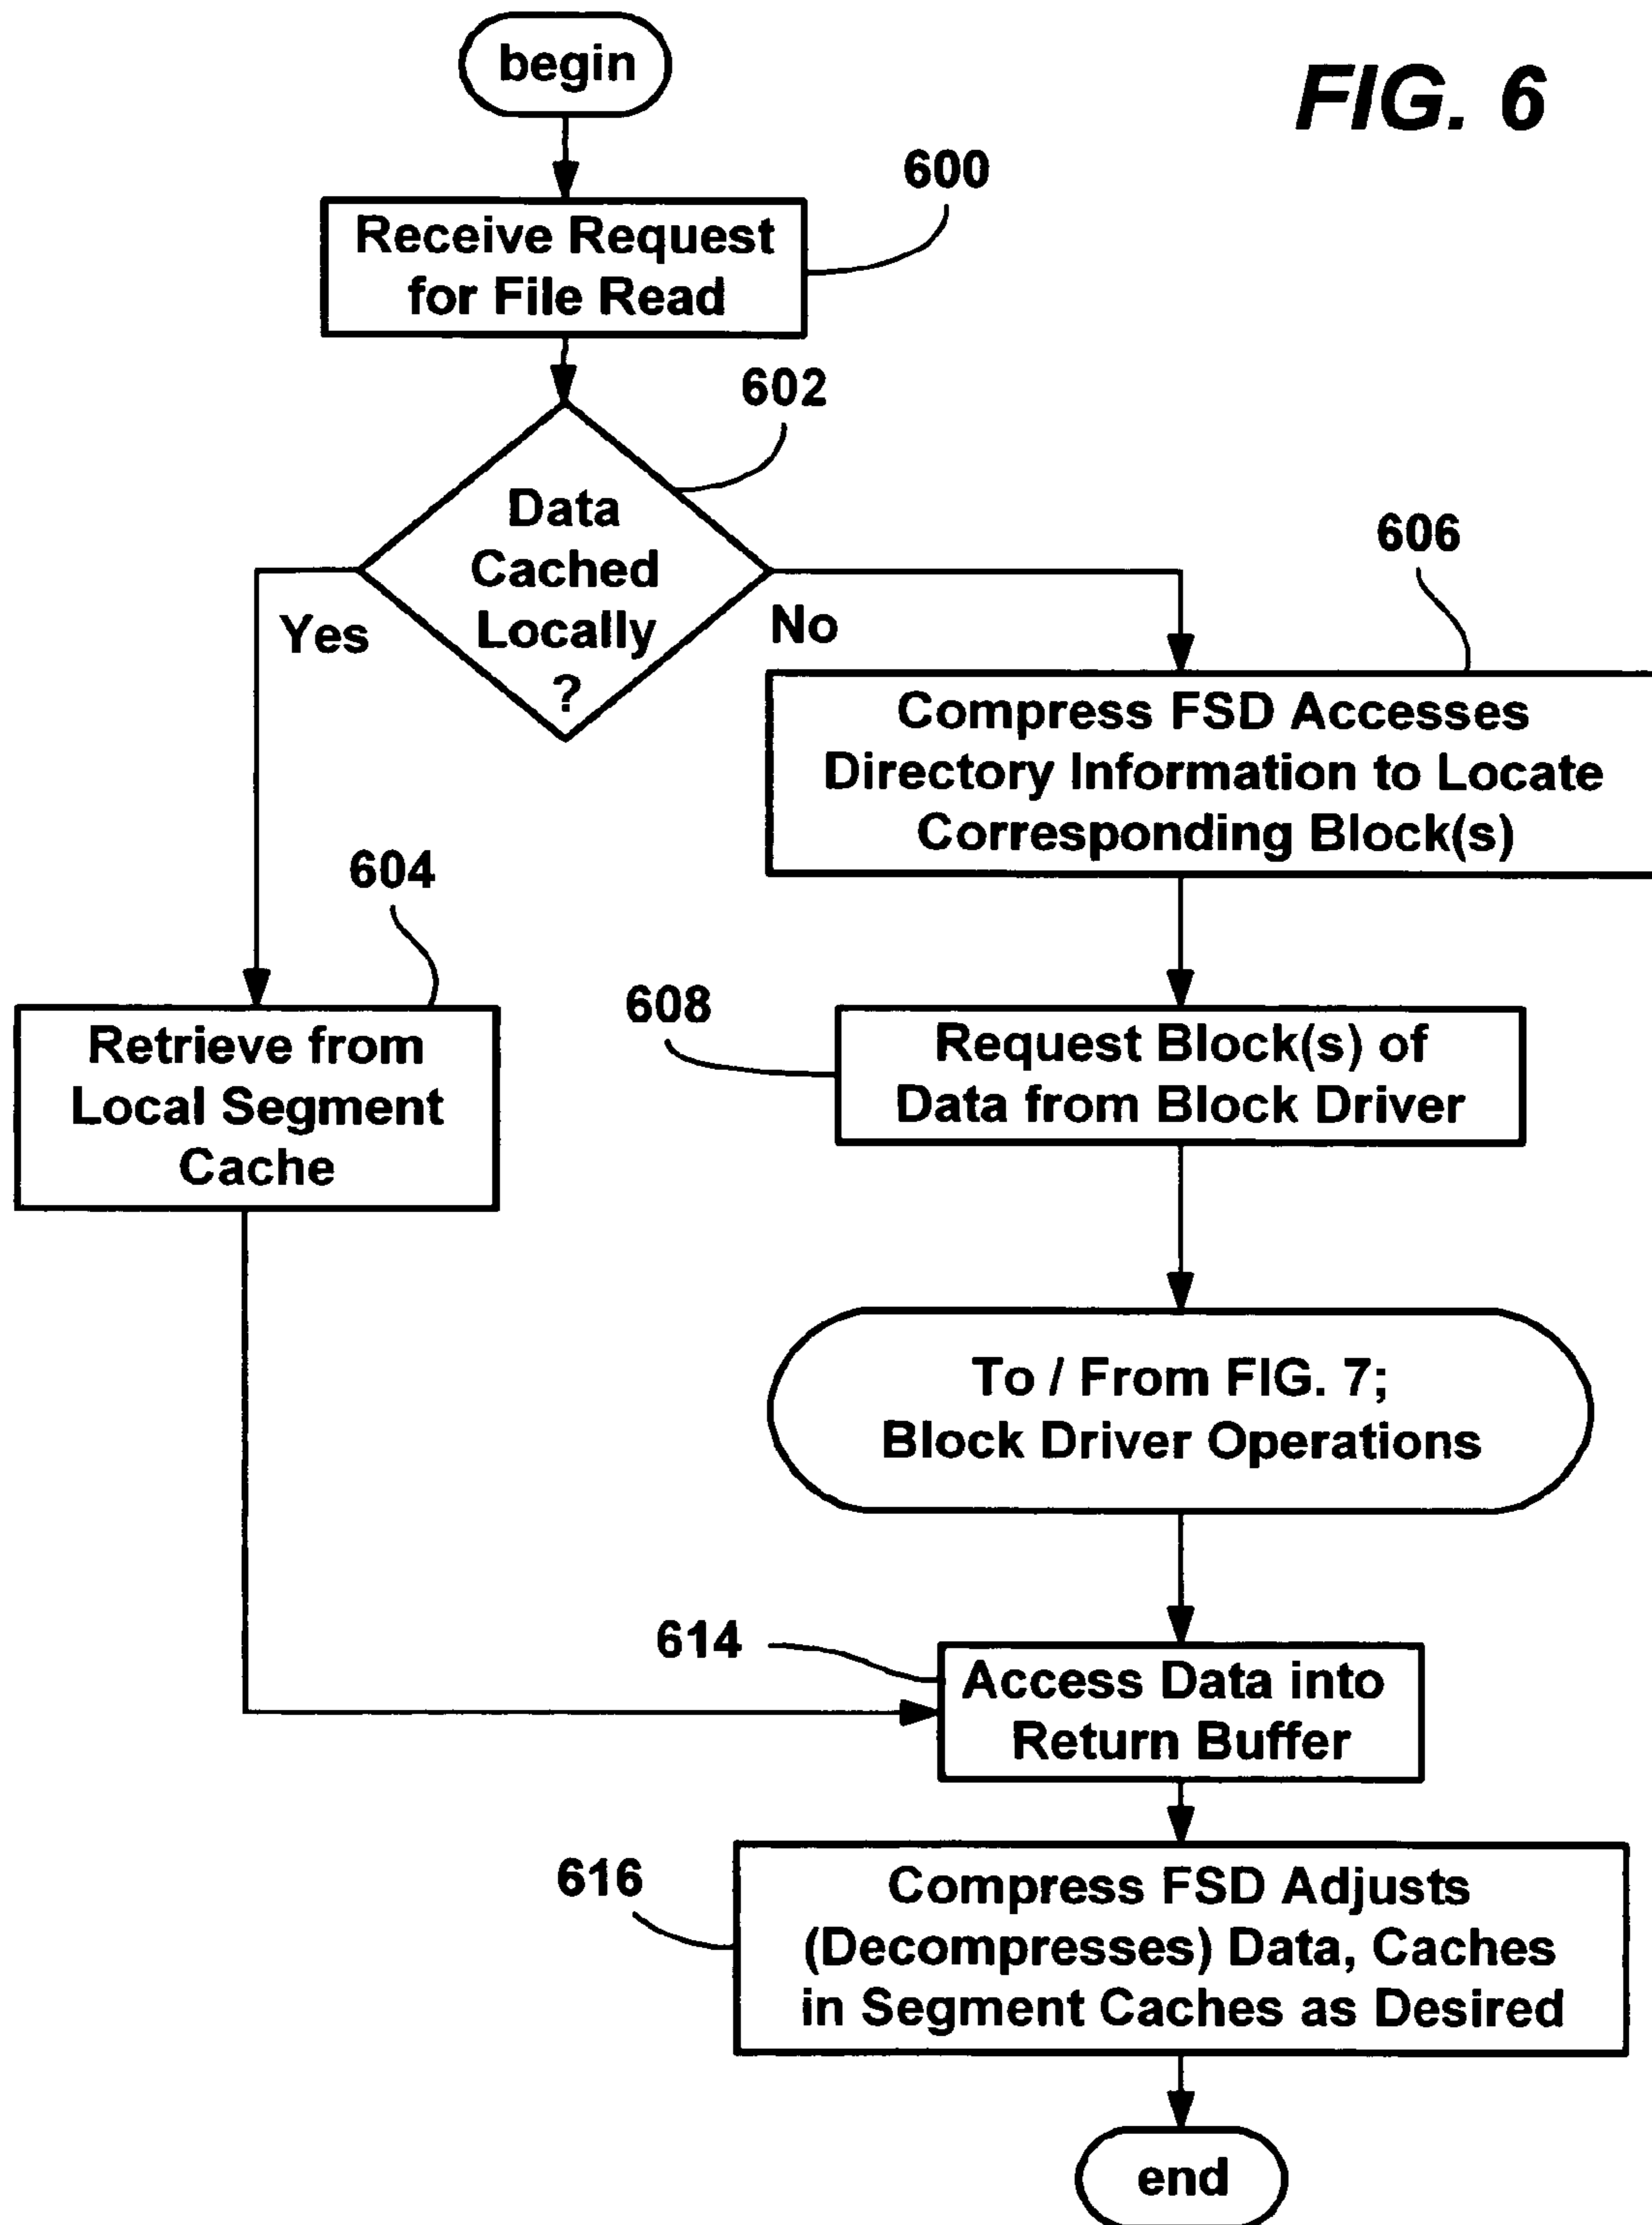 begin
FIG. 6
600
Receive Request
for File Read
602
Data
Cached
Locally
?
Yes
No
606
Compress FSD Accesses
Directory Information to Locate
Corresponding Block(s)
604
Retrieve from
Local Segment
Cache
608
Request Block(s) of
Data from Block Driver
To / From FIG. 7;
Block Driver Operations
614
Access Data into
Return Buffer
616
Compress FSD Adjusts
(Decompresses) Data, Caches
in Segment Caches as Desired
end